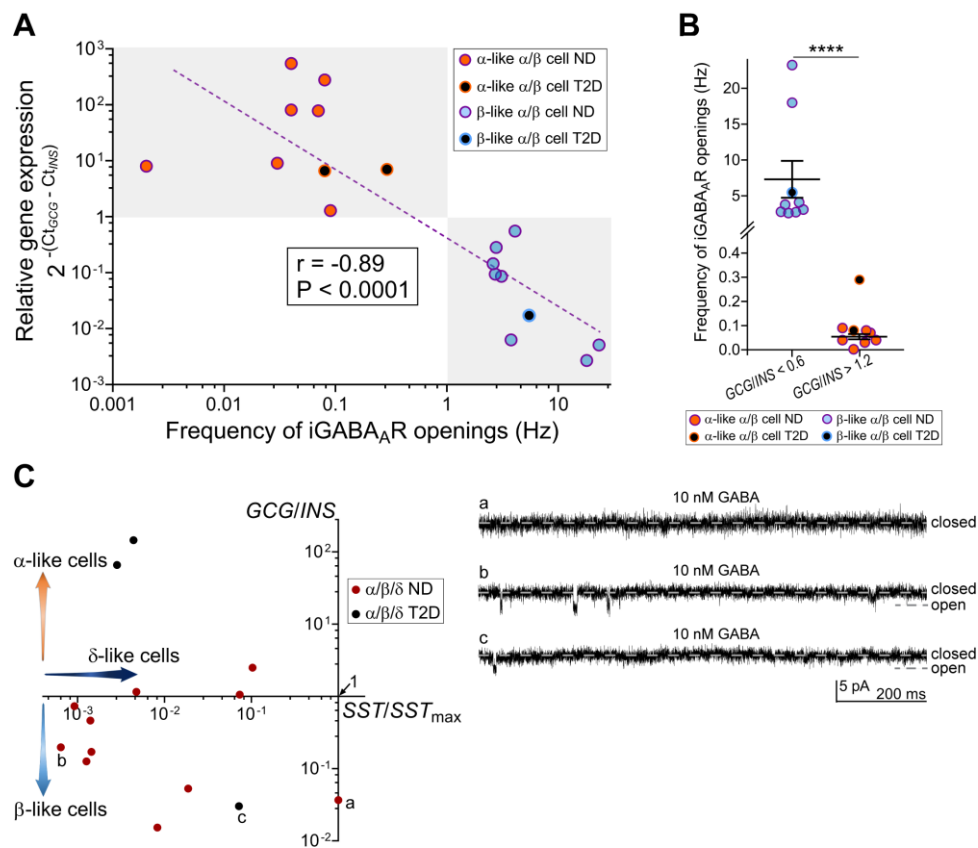 A
Relative gene expression
2^-(Ct_GCG - Ct_INS)
10³
10²
10¹
1
10⁻¹
10⁻²
10⁻³
0.001
0.01
0.1
1
10
Frequency of iGABA_AR openings (Hz)
r = -0.89
P < 0.0001
α-like α/β cell ND
α-like α/β cell T2D
β-like α/β cell ND
β-like α/β cell T2D
B
****
Frequency of iGABA_AR openings (Hz)
20
15
10
5
0.4
0.3
0.2
0.1
0.0
GCG/INS < 0.6
GCG/INS > 1.2
α-like α/β cell ND
β-like α/β cell ND
α-like α/β cell T2D
β-like α/β cell T2D
C
GCG/INS
10²
10¹
1
10⁻¹
10⁻²
α-like cells
δ-like cells
β-like cells
α/β/δ ND
α/β/δ T2D
10⁻³
10⁻²
10⁻¹
SST/SST_max
b
c
a
a
10 nM GABA
closed
b
10 nM GABA
closed
open
c
10 nM GABA
closed
open
5 pA
200 ms